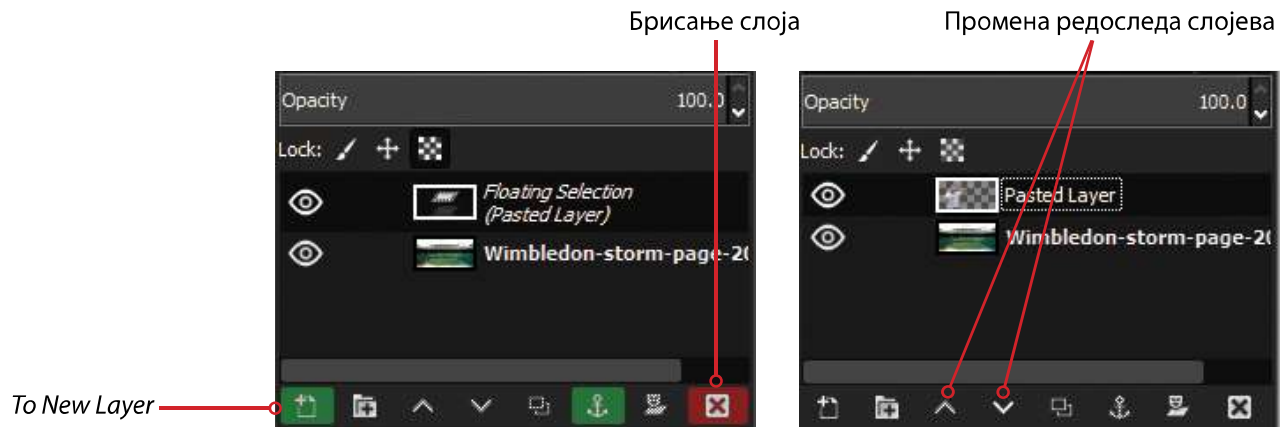 Брисање слоја
Промена редоследа слојева
Opacity 100.0
Lock:
Floating Selection
(Pasted Layer)
Wimbledon-storm-page-20
To New Layer
Opacity 100.0
Lock:
Pasted Layer
Wimbledon-storm-page-20